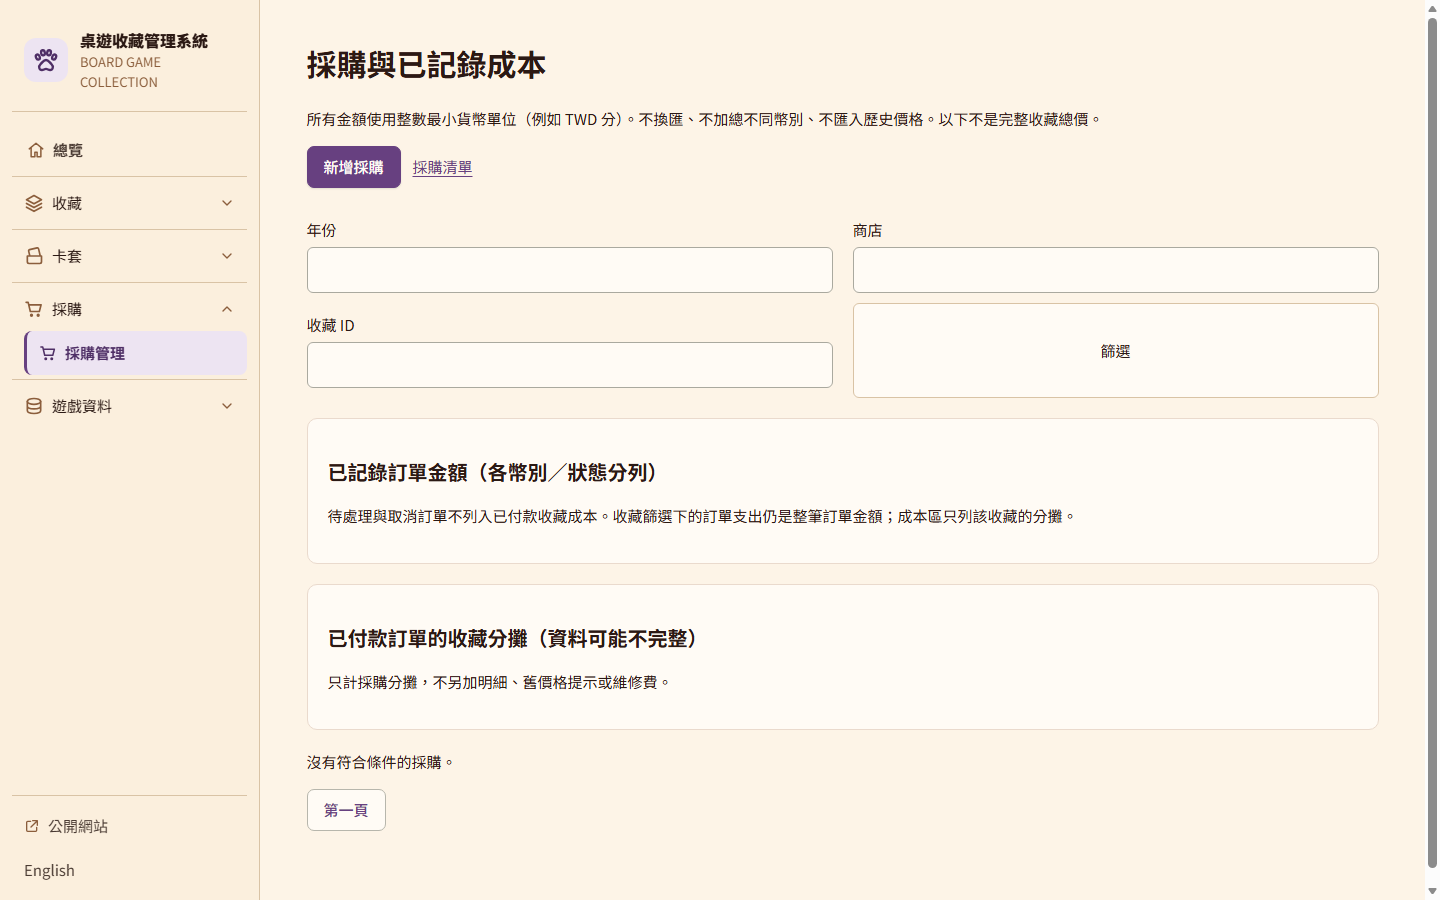 桌遊收藏管理系統
BOARD GAME
COLLECTION
總覽
收藏
卡套
採購
採購管理
遊戲資料
公開網站
English
採購與已記錄成本
所有金額使用整數最小貨幣單位（例如 TWD 分）。不換匯、不加總不同幣別、不匯入歷史價格。以下不是完整收藏總價。
新增採購
採購清單
年份
商店
收藏 ID
篩選
已記錄訂單金額（各幣別／狀態分列）
待處理與取消訂單不列入已付款收藏成本。收藏篩選下的訂單支出仍是整筆訂單金額；成本區只列該收藏的分攤。
已付款訂單的收藏分攤（資料可能不完整）
只計採購分攤，不另加明細、舊價格提示或維修費。
沒有符合條件的採購。
第一頁